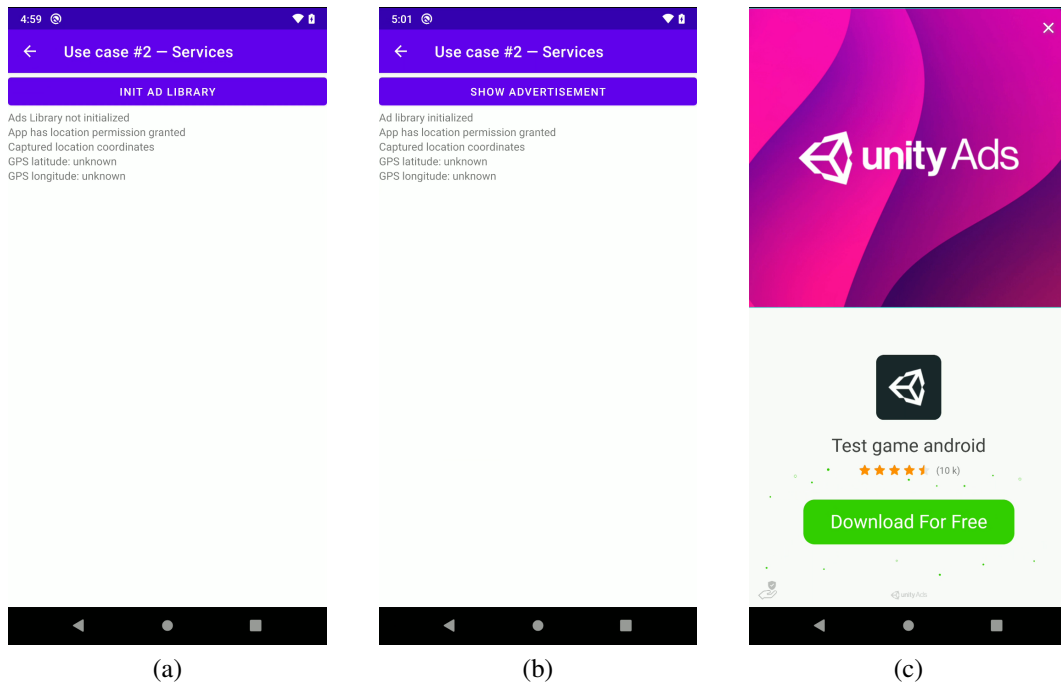 4:59
Use case #2 — Services
INIT AD LIBRARY
Ads Library not initialized
App has location permission granted
Captured location coordinates
GPS latitude: unknown
GPS longitude: unknown
(a)
5:01
Use case #2 — Services
SHOW ADVERTISEMENT
Ad library initialized
App has location permission granted
Captured location coordinates
GPS latitude: unknown
GPS longitude: unknown
(b)
unity Ads
Test game android
(10 k)
Download For Free
unity Ads
(c)